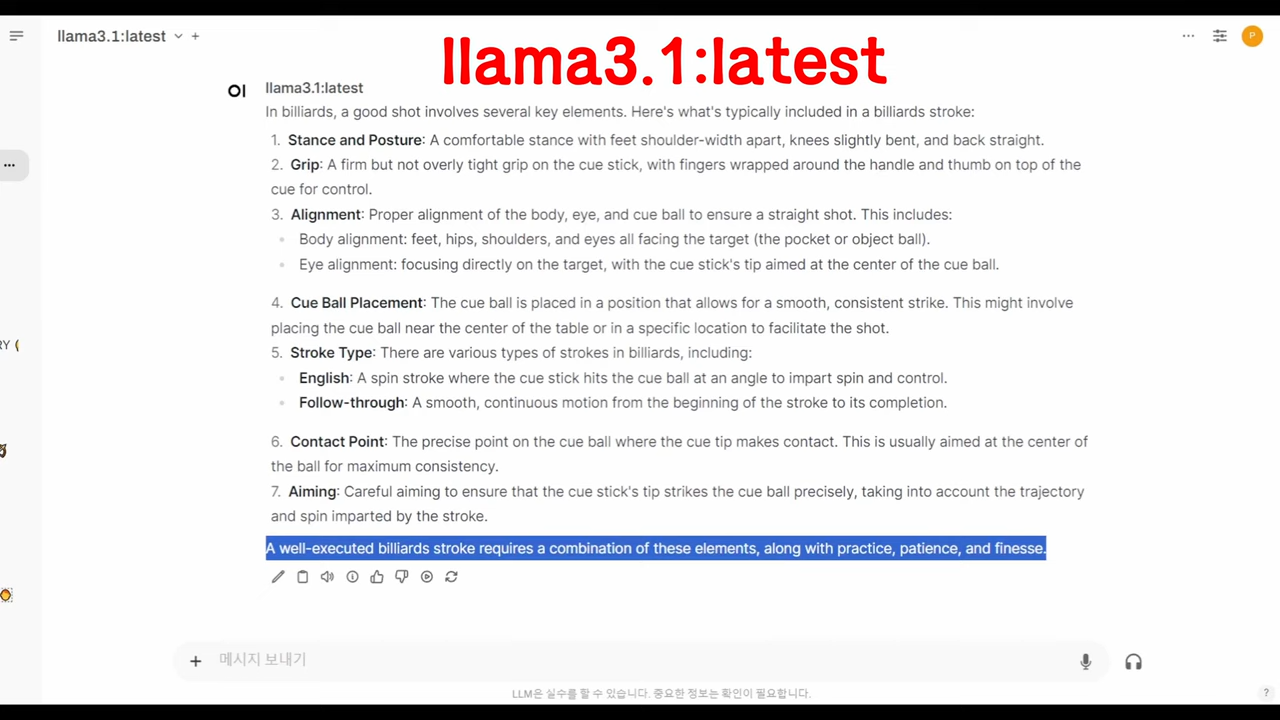 llama3.1:latest
llama3.1:latest
P
OI
llama3.1:latest
In billiards, a good shot involves several key elements. Here's what's typically included in a billiards stroke:
1. Stance and Posture: A comfortable stance with feet shoulder-width apart, knees slightly bent, and back straight.
2. Grip: A firm but not overly tight grip on the cue stick, with fingers wrapped around the handle and thumb on top of the
cue for control.
3. Alignment: Proper alignment of the body, eye, and cue ball to ensure a straight shot. This includes:
Body alignment: feet, hips, shoulders, and eyes all facing the target (the pocket or object ball).
Eye alignment: focusing directly on the target, with the cue stick's tip aimed at the center of the cue ball.
4. Cue Ball Placement: The cue ball is placed in a position that allows for a smooth, consistent strike. This might involve
placing the cue ball near the center of the table or in a specific location to facilitate the shot.
RY (
5. Stroke Type: There are various types of strokes in billiards, including:
English: A spin stroke where the cue stick hits the cue ball at an angle to impart spin and control.
Follow-through: A smooth, continuous motion from the beginning of the stroke to its completion.
6. Contact Point: The precise point on the cue ball where the cue tip makes contact. This is usually aimed at the center of
the ball for maximum consistency.
7. Aiming: Careful aiming to ensure that the cue stick's tip strikes the cue ball precisely, taking into account the trajectory
and spin imparted by the stroke.
A well-executed billiards stroke requires a combination of these elements, along with practice, patience, and finesse.
메시지 보내기
LLM은 실수를 할 수 있습니다. 중요한 정보는 확인이 필요합니다.
?